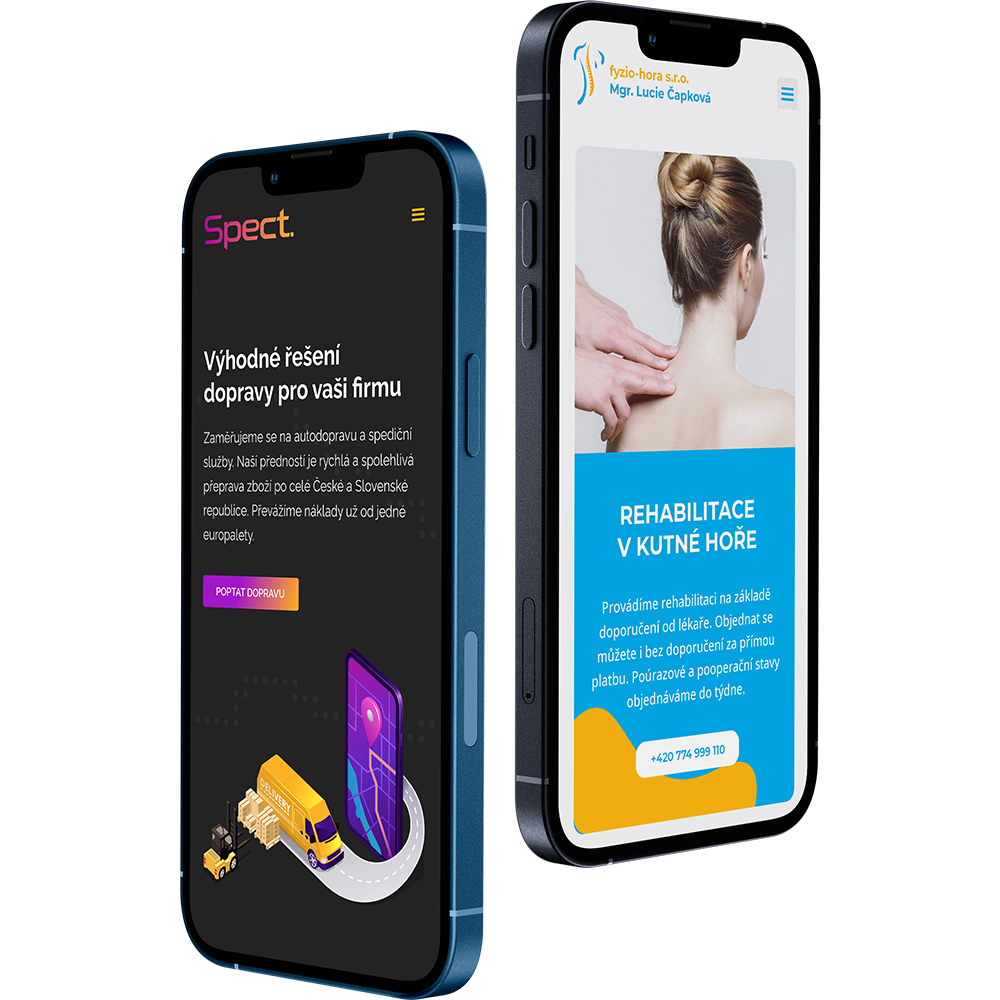 Spect.
Výhodné řešení
dopravy pro vaši firmu
Zaměřujeme se na autodopravu a spediční
služby. Naší předností je rychlá a spolehlivá
přeprava zboží po celé České a Slovenské
republice. Převážíme náklady už od jedné
europalety.
POPTAT DOPRAVU
DELIVERY
fyzio-hora s.r.o.
Mgr. Lucie Čapková
REHABILITACE
V KUTNÉ HOŘE
Provádíme rehabilitaci na základě
doporučení od lékaře. Objednat se
můžete i bez doporučení za přímou
platbu. Poúrazové a pooperační stavy
objednáváme do týdne.
+420 774 999 110